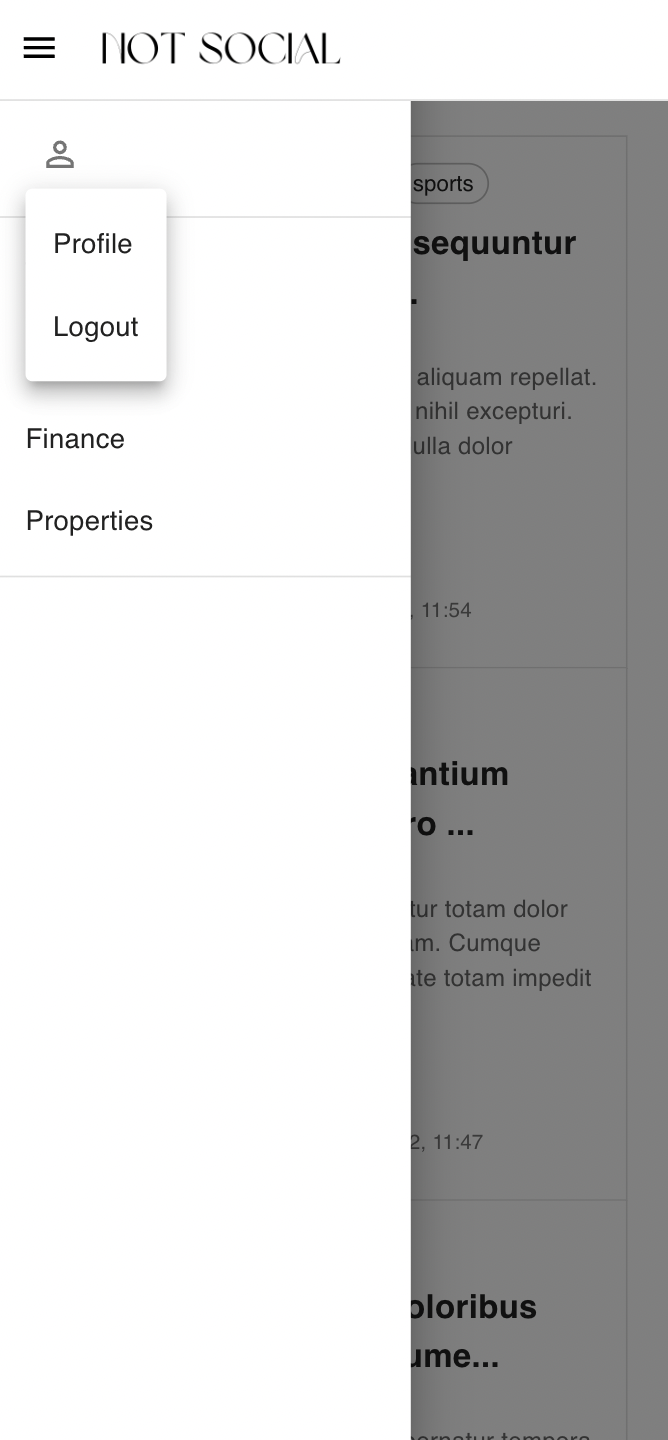 NOT SOCIAL
Profile
Logout
Finance
Properties
sports
sequuntur
.
aliquam repellat.
nihil excepturi.
ulla dolor
, 11:54
antium
ro ...
tur totam dolor
am. Cumque
ate totam impedit
2, 11:47
oloribus
ume...